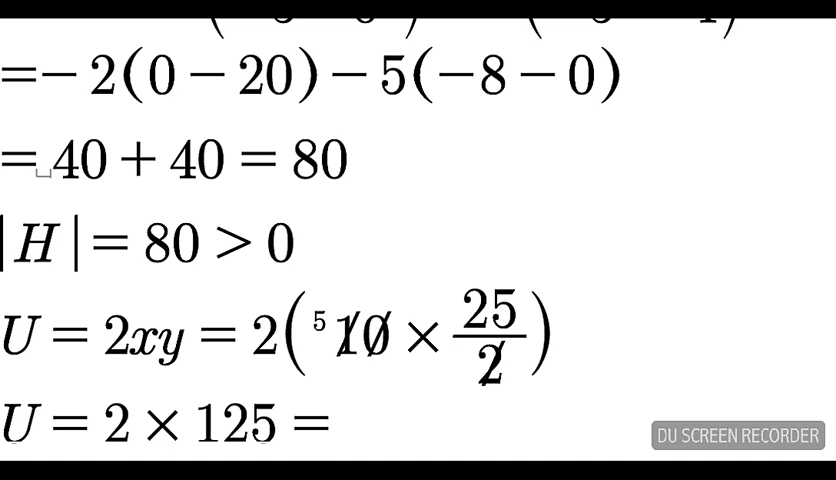 =− 2(0 − 20) − 5(−8 − 0)
= 40 + 40 = 80
|H| = 80 > 0
U = 2xy = 2(⁵ 10 × 25/2)
U = 2 × 125 =
DU SCREEN RECORDER